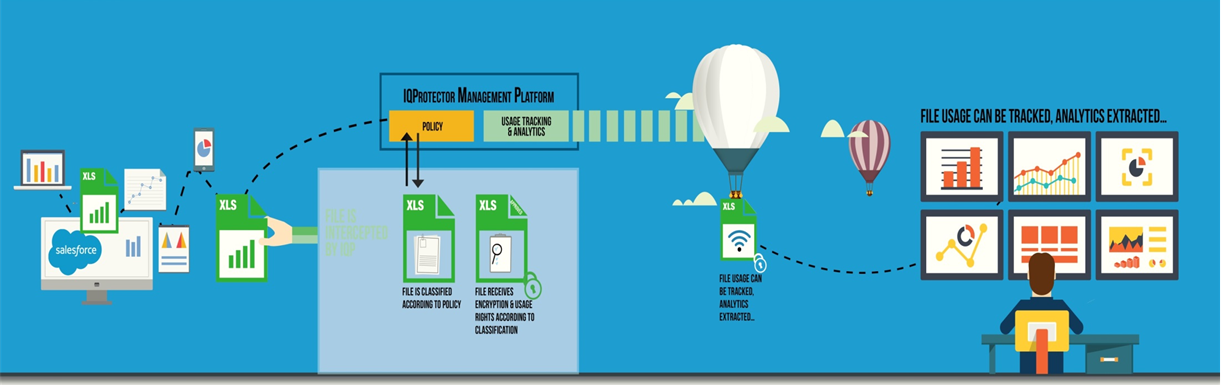 salesforce
XLS
XLS
IQProtector Management Platform
POLICY
USAGE TRACKING
& ANALYTICS
FILE IS
INTERCEPTED
BY
XLS
FILE IS CLASSIFIED
ACCORDING TO POLICY
XLS
FILE RECEIVES
ENCRYPTION & USAGE
RIGHTS ACCORDING TO
CLASSIFICATION
XLS
FILE USAGE CAN
BE TRACKED,
ANALYTICS
EXTRACTED...
FILE USAGE CAN BE TRACKED, ANALYTICS EXTRACTED...